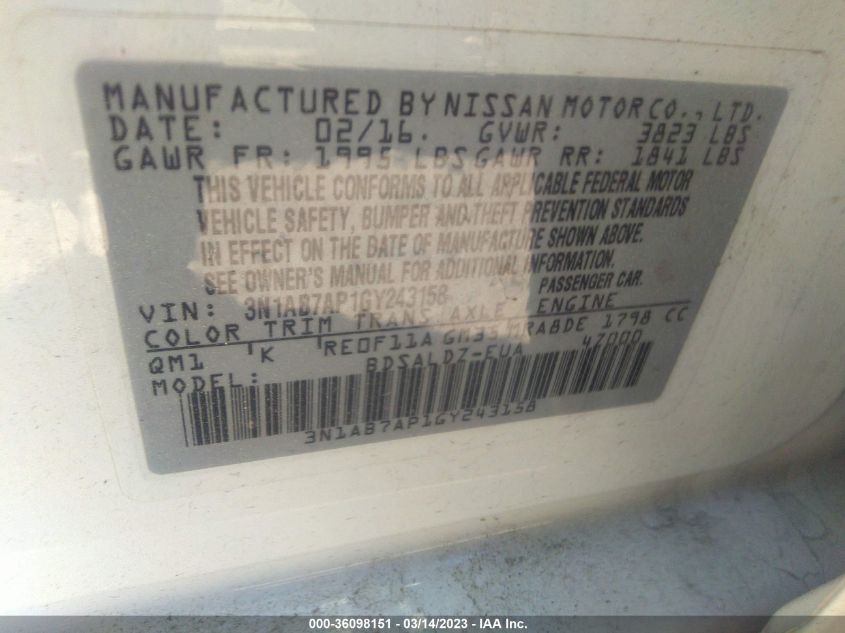 MANUFACTURED BY NISSAN MOTOR CO., LTD.
DATE: 02/16. GVWR: 3823 LBS
GAWR FR: 1995 LBS GAWR RR: 1841 LBS
THIS VEHICLE CONFORMS TO ALL APPLICABLE FEDERAL MOTOR
VEHICLE SAFETY, BUMPER AND THEFT PREVENTION STANDARDS
IN EFFECT ON THE DATE OF MANUFACTURE SHOWN ABOVE.
SEE OWNER'S MANUAL FOR ADDITIONAL INFORMATION.
PASSENGER CAR.
VIN: 3N1AB7AP1GY243158
COLOR TRIM TRANS AXLE ENGINE
QM1 'K 'RE0F11A GM35 MRA8DE 1798 CC
MODEL: BDSALDZ-EUA 47000
3N1AB7AP1GY243158
000-36098151 - 03/14/2023 - IAA Inc.